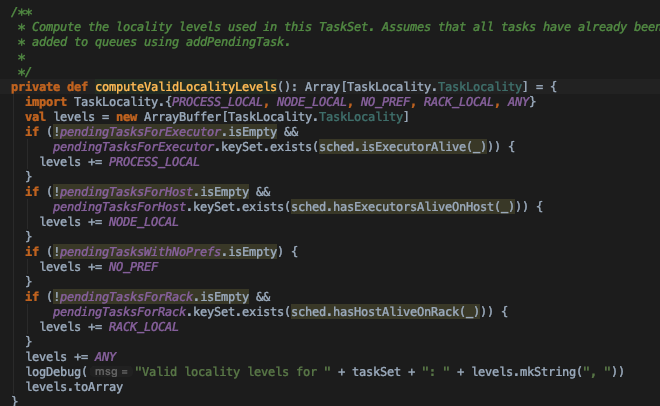 /**
 * Compute the locality levels used in this TaskSet. Assumes that all tasks have already been
 * added to queues using addPendingTask.
 *
 */
private def computeValidLocalityLevels(): Array[TaskLocality.TaskLocality] = {
  import TaskLocality.{PROCESS_LOCAL, NODE_LOCAL, NO_PREF, RACK_LOCAL, ANY}
  val levels = new ArrayBuffer[TaskLocality.TaskLocality]
  if (!pendingTasksForExecutor.isEmpty &&
      pendingTasksForExecutor.keySet.exists(sched.isExecutorAlive(_))) {
    levels += PROCESS_LOCAL
  }
  if (!pendingTasksForHost.isEmpty &&
      pendingTasksForHost.keySet.exists(sched.hasExecutorsAliveOnHost(_))) {
    levels += NODE_LOCAL
  }
  if (!pendingTasksWithNoPrefs.isEmpty) {
    levels += NO_PREF
  }
  if (!pendingTasksForRack.isEmpty &&
      pendingTasksForRack.keySet.exists(sched.hasHostAliveOnRack(_))) {
    levels += RACK_LOCAL
  }
  levels += ANY
  logDebug( msg = "Valid locality levels for " + taskSet + ": " + levels.mkString(", "))
  levels.toArray
}